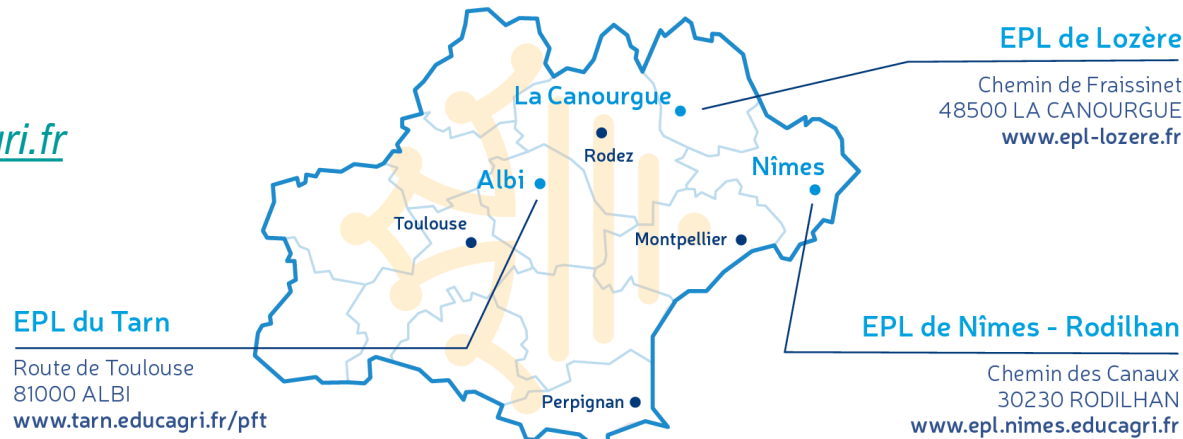 EPL de Lozère
Chemin de Fraissinet
48500 LA CANOURGUE
www.epl-lozere.fr
ri.fr
La Canourgue
Rodez
Nîmes
Albi
Toulouse
Montpellier
EPL du Tarn
Route de Toulouse
81000 ALBI
www.tarn.educagri.fr/pft
EPL de Nîmes - Rodilhan
Chemin des Canaux
30230 RODILHAN
www.epl.nimes.educagri.fr
Perpignan